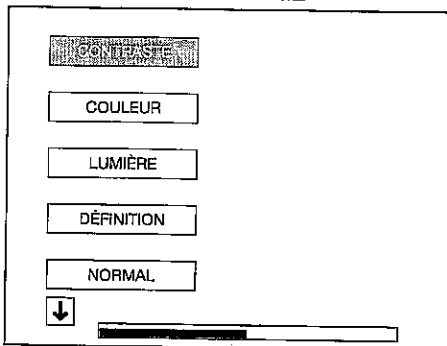 CONTRASTE
COULEUR
LUMIÈRE
DÉFINITION
NORMAL